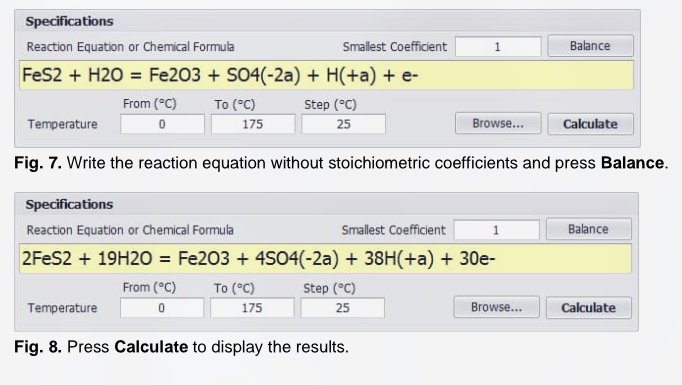 Specifications
Reaction Equation or Chemical Formula Smallest Coefficient 1 Balance
FeS2 + H2O = Fe2O3 + SO4(-2a) + H(+a) + e-
From (°C) To (°C) Step (°C)
Temperature 0 175 25 Browse... Calculate
Fig. 7. Write the reaction equation without stoichiometric coefficients and press Balance.
Specifications
Reaction Equation or Chemical Formula Smallest Coefficient 1 Balance
2FeS2 + 19H2O = Fe2O3 + 4SO4(-2a) + 38H(+a) + 30e-
From (°C) To (°C) Step (°C)
Temperature 0 175 25 Browse... Calculate
Fig. 8. Press Calculate to display the results.